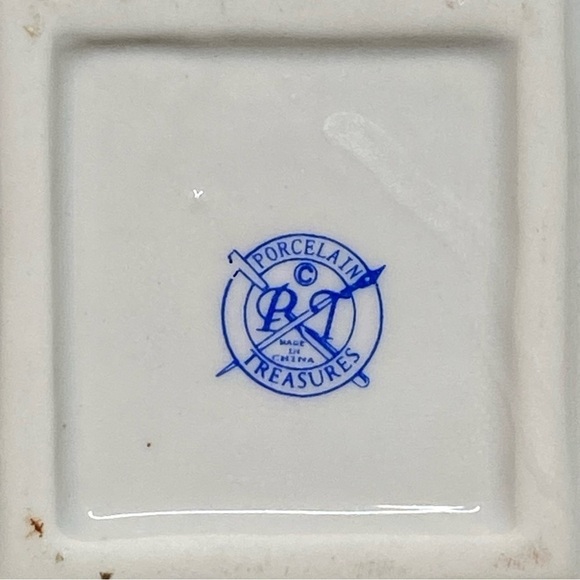 PORCELAIN
©
PT
MADE
IN
CHINA
TREASURES